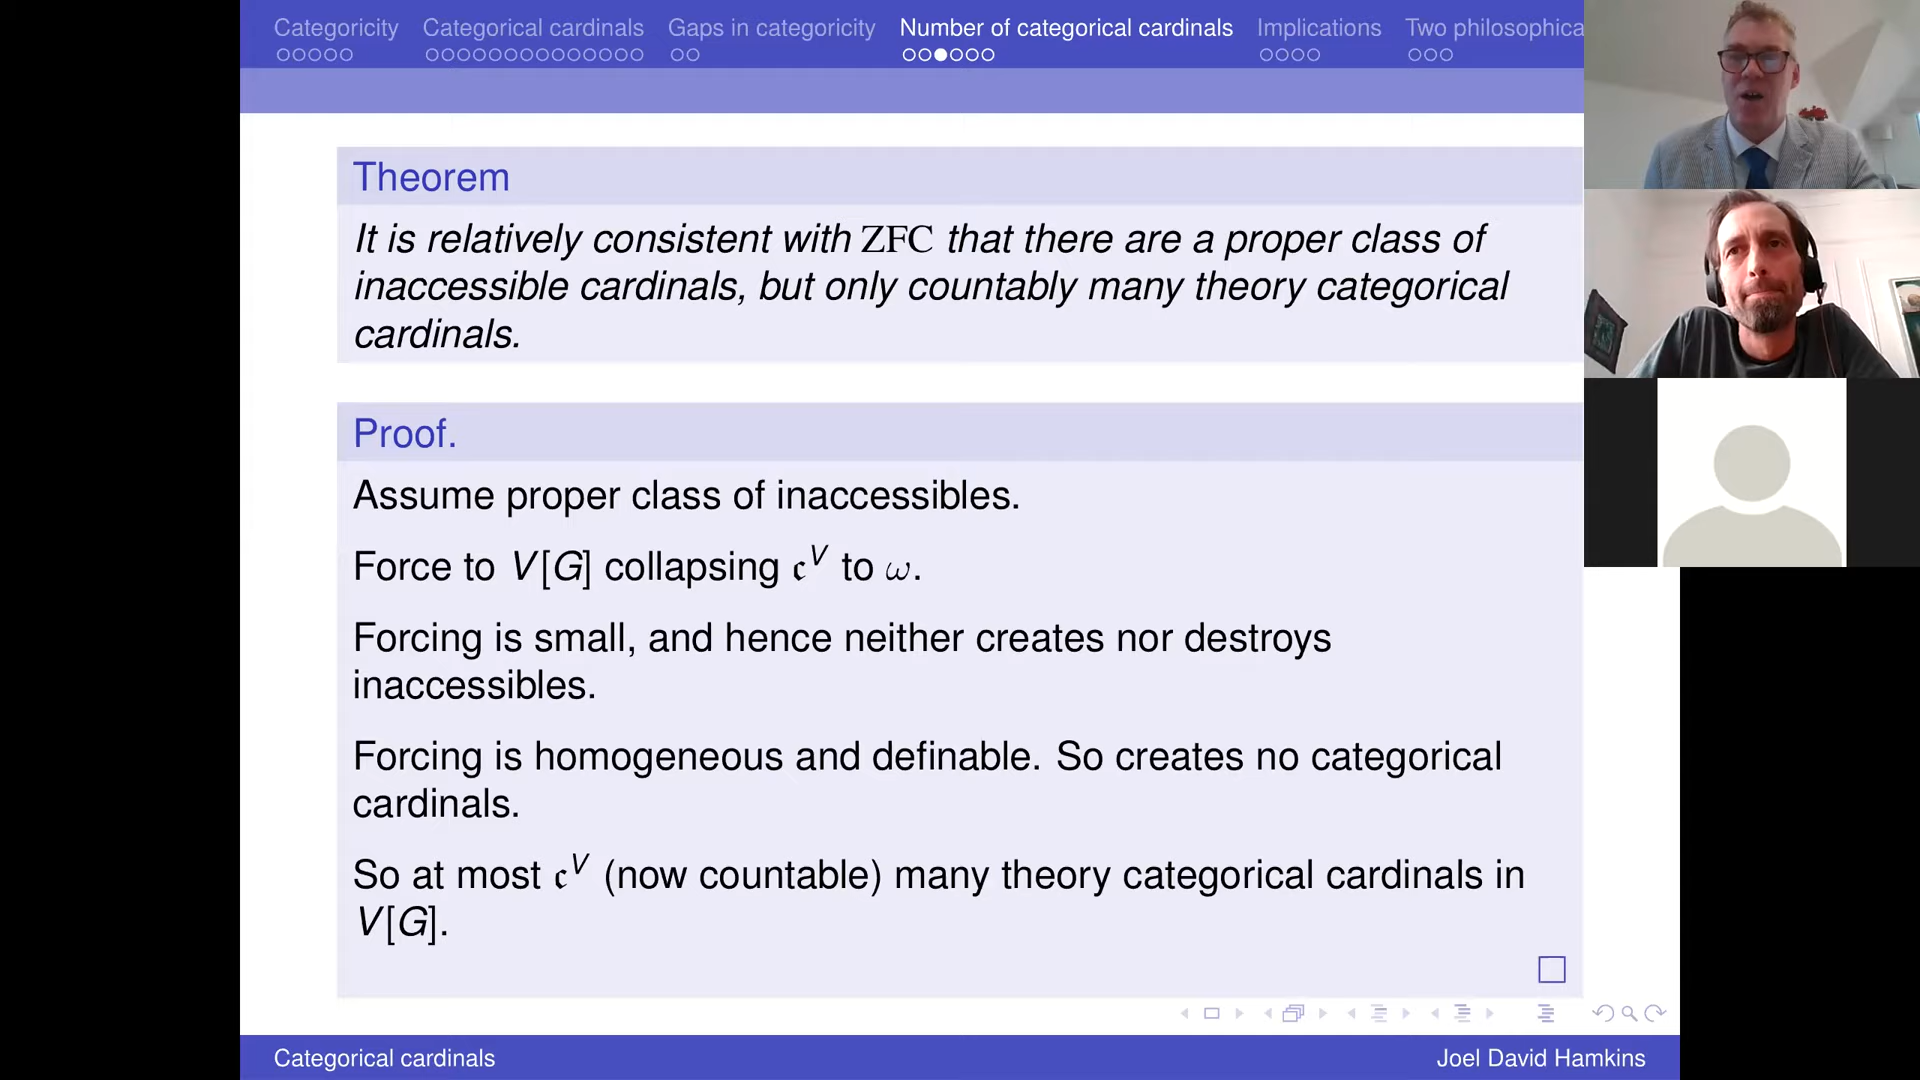 Categoricity Categorical cardinals Gaps in categoricity Number of categorical cardinals Implications Two philosophica
Theorem
It is relatively consistent with ZFC that there are a proper class of
inaccessible cardinals, but only countably many theory categorical
cardinals.
Proof.
Assume proper class of inaccessibles.
Force to V[G] collapsing 𝔠^V to ω.
Forcing is small, and hence neither creates nor destroys
inaccessibles.
Forcing is homogeneous and definable. So creates no categorical
cardinals.
So at most 𝔠^V (now countable) many theory categorical cardinals in
V[G].
Categorical cardinals Joel David Hamkins